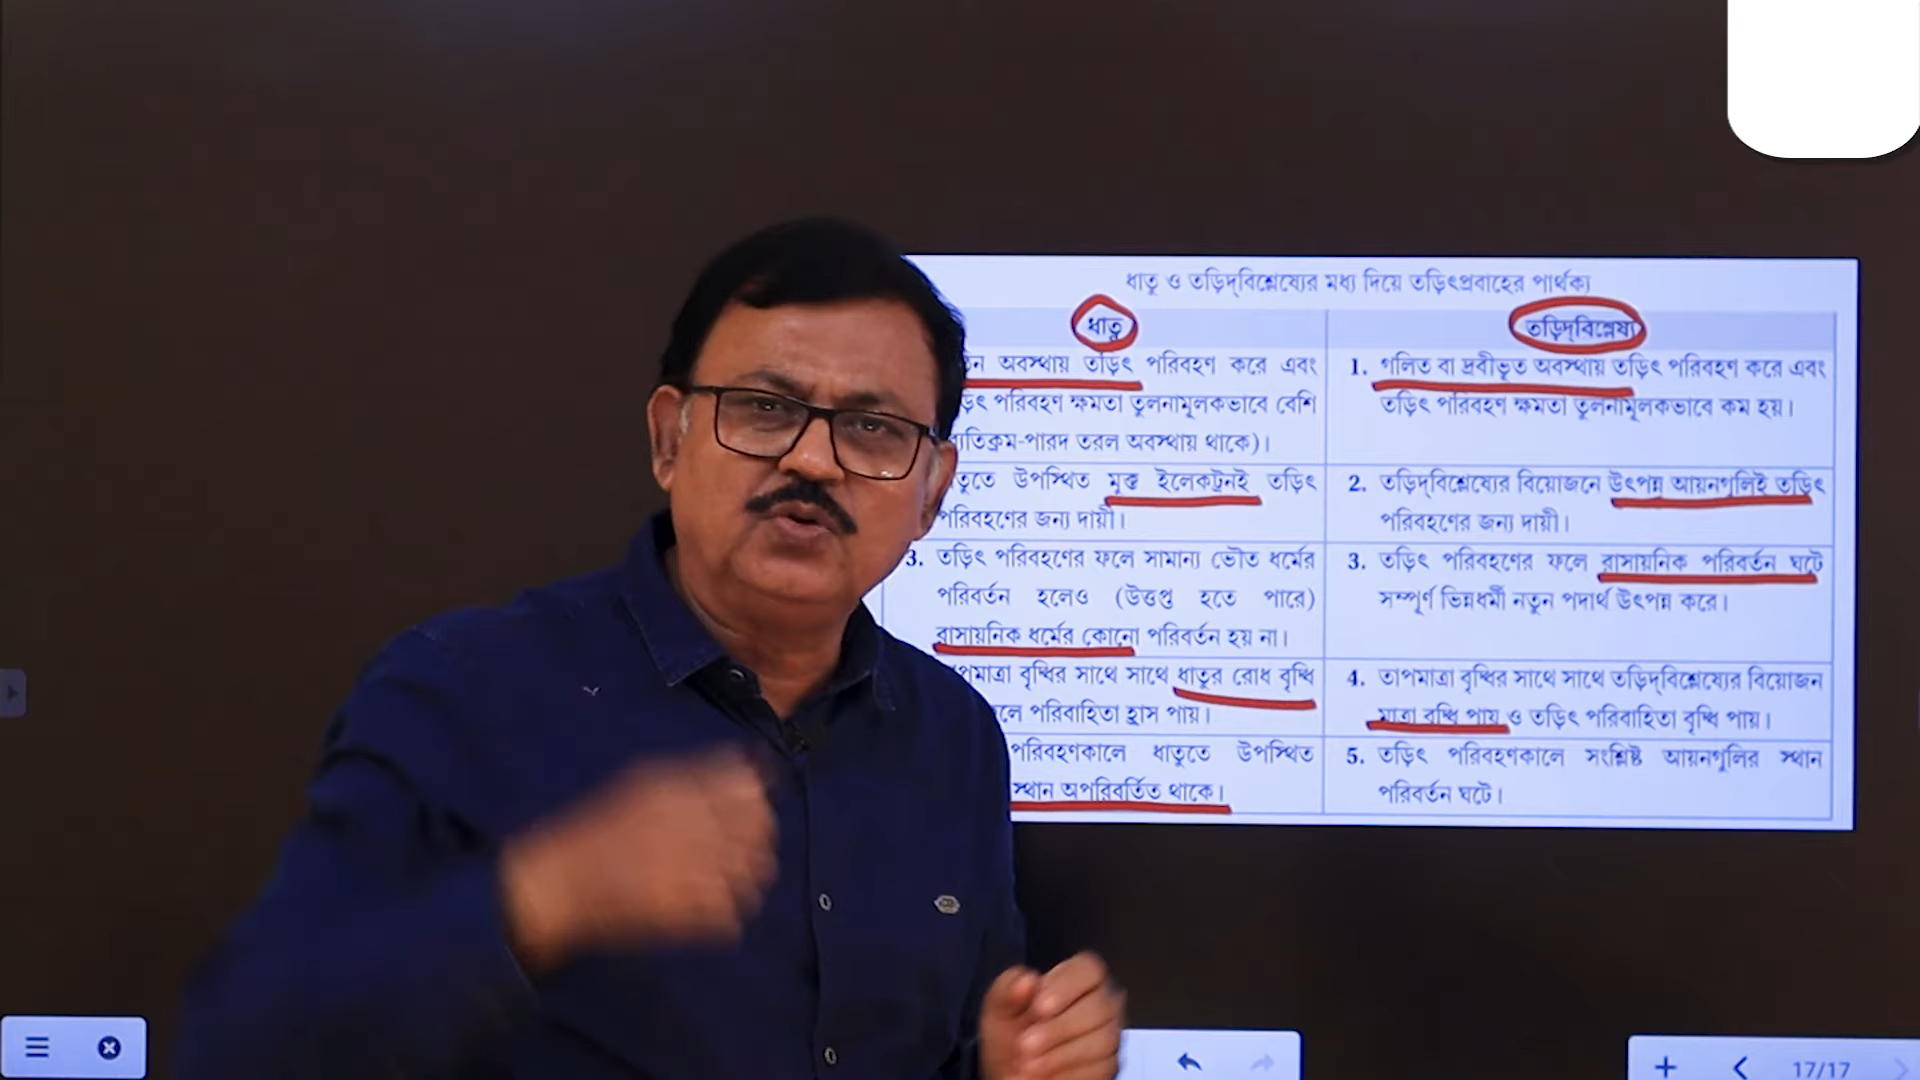 ধাতু ও তড়িদ্‌বিশ্লেষ্যের মধ্য দিয়ে তড়িৎপ্রবাহের পার্থক্য
ধাতু
অবস্থায় তড়িৎ পরিবহণ করে এবং
পরিবহণ ক্ষমতা তুলনামূলকভাবে বেশি
পারদ তরল অবস্থায় থাকে)।
উপস্থিত মুক্ত ইলেকট্রনই তড়িৎ
পরিবহণের জন্য দায়ী।
3. তড়িৎ পরিবহণের ফলে সামান্য ভৌত ধর্মের
পরিবর্তন হলেও (উত্তপ্ত হতে পারে)
রাসায়নিক ধর্মের কোনো পরিবর্তন হয় না।
বৃদ্ধির সাথে সাথে ধাতুর রোধ বৃদ্ধি
পরিবাহিতা হ্রাস পায়।
পরিবহণকালে ধাতুতে উপস্থিত
স্থান অপরিবর্তিত থাকে।
তড়িদ্‌বিশ্লেষ্য
1. গলিত বা দ্রবীভূত অবস্থায় তড়িৎ পরিবহণ করে এবং
তড়িৎ পরিবহণ ক্ষমতা তুলনামূলকভাবে কম হয়।
2. তড়িদ্‌বিশ্লেষ্যের বিয়োজনে উৎপন্ন আয়নগুলিই তড়িৎ
পরিবহণের জন্য দায়ী।
3. তড়িৎ পরিবহণের ফলে রাসায়নিক পরিবর্তন ঘটে
সম্পূর্ণ ভিন্নধর্মী নতুন পদার্থ উৎপন্ন করে।
4. তাপমাত্রা বৃদ্ধির সাথে সাথে তড়িদ্‌বিশ্লেষ্যের বিয়োজন
মাত্রা বৃদ্ধি পায় ও তড়িৎ পরিবাহিতা বৃদ্ধি পায়।
5. তড়িৎ পরিবহণকালে সংশ্লিষ্ট আয়নগুলির স্থান
পরিবর্তন ঘটে।
17/17